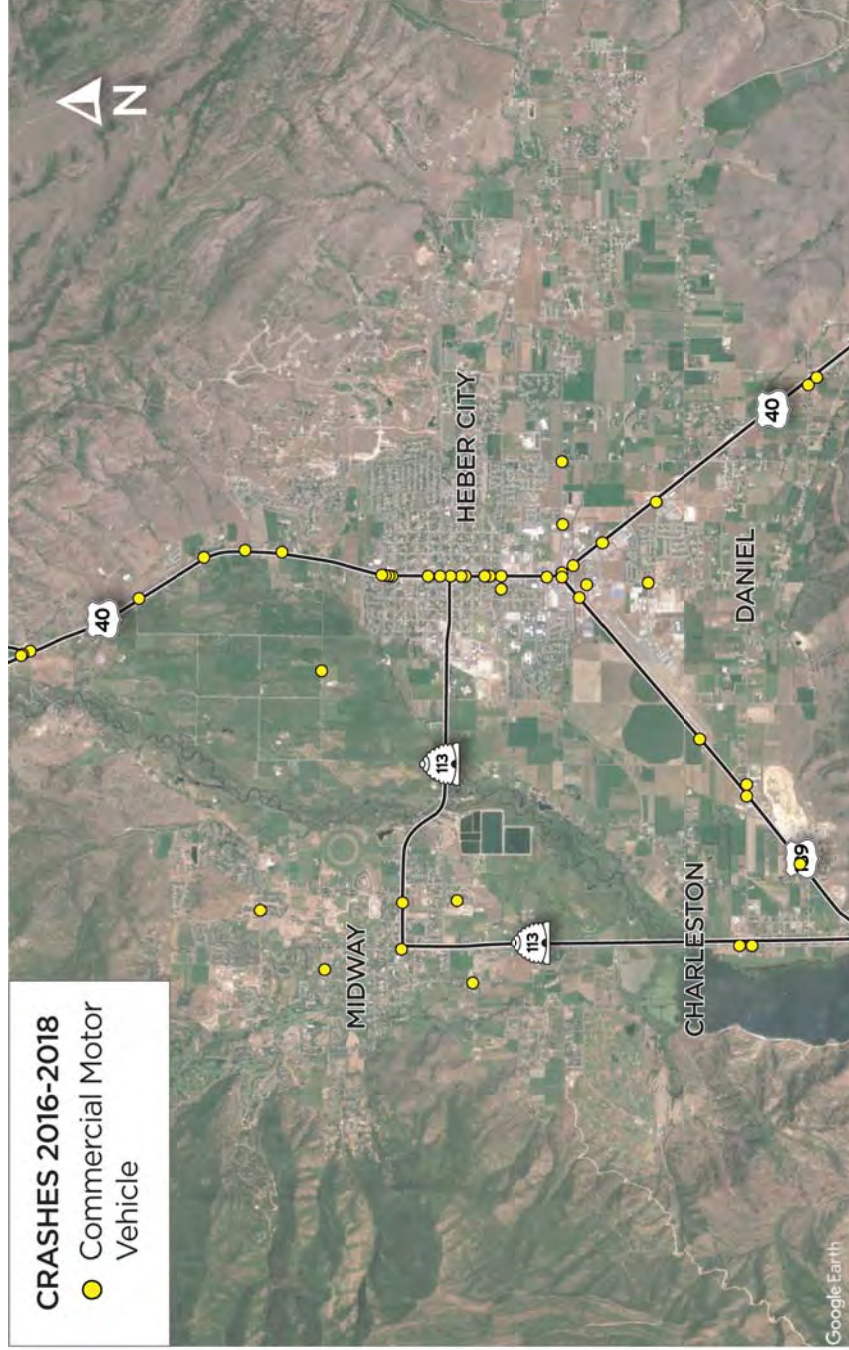 CRASHES 2016-2018
Commercial Motor
Vehicle
N
40
HEBER CITY
113
MIDWAY
113
CHARLESTON
DANIEL
40
Google Earth